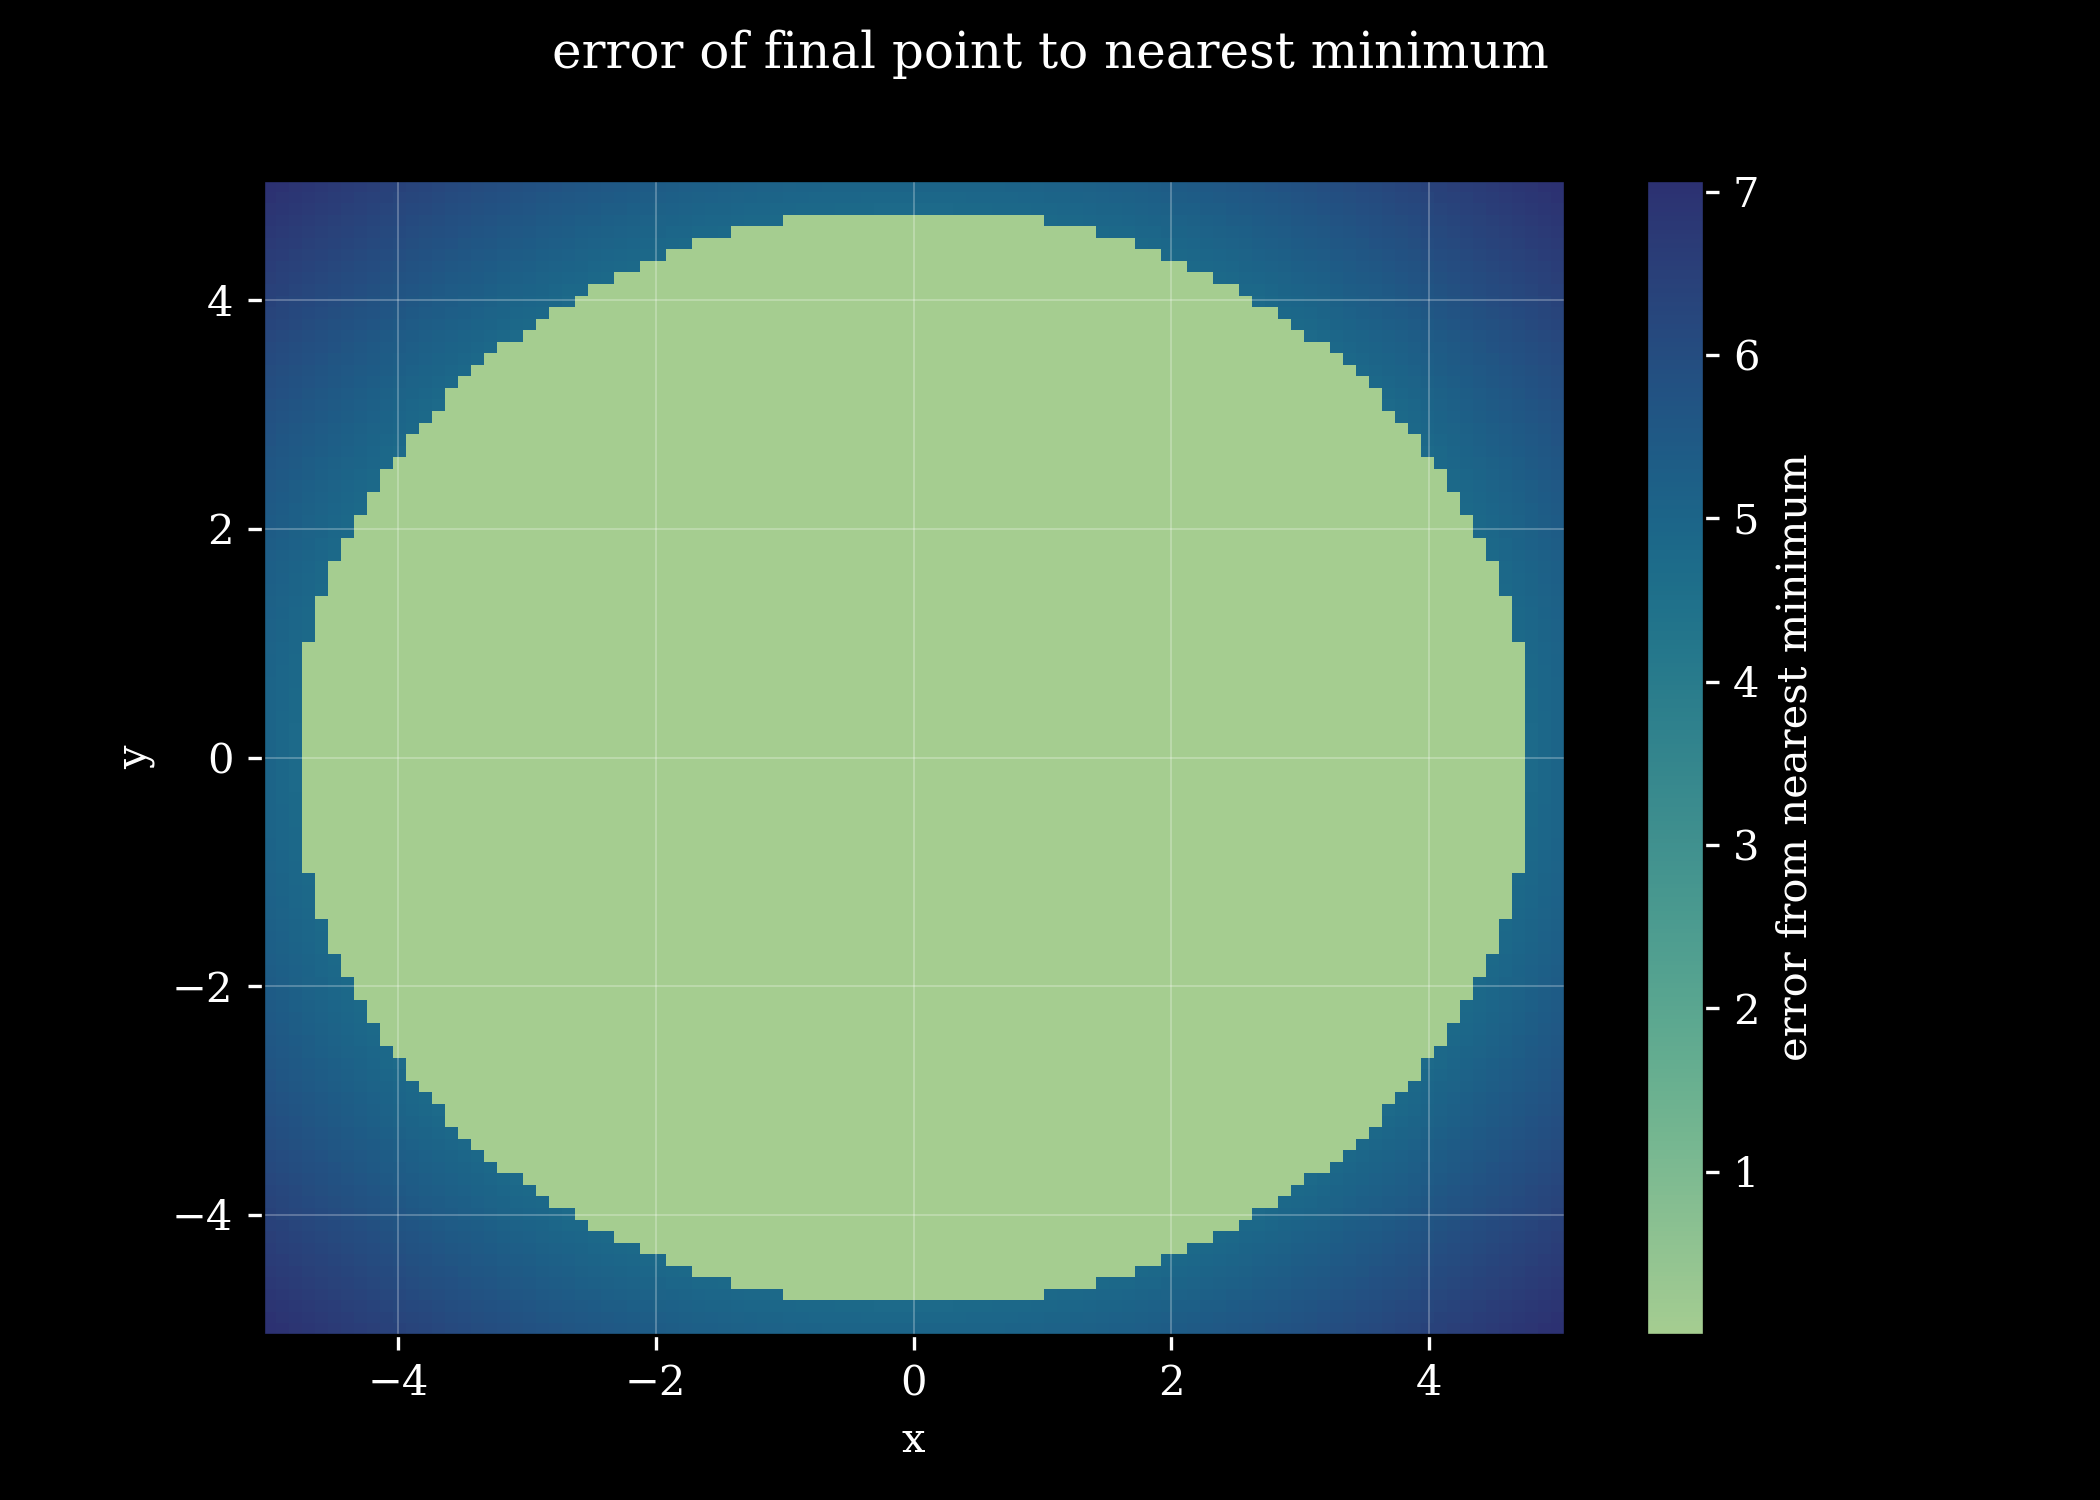 error of final point to nearest minimum
4
2
0
−2
−4
y
−4 −2 0 2 4
x
7
6
5
4
3
2
1
error from nearest minimum